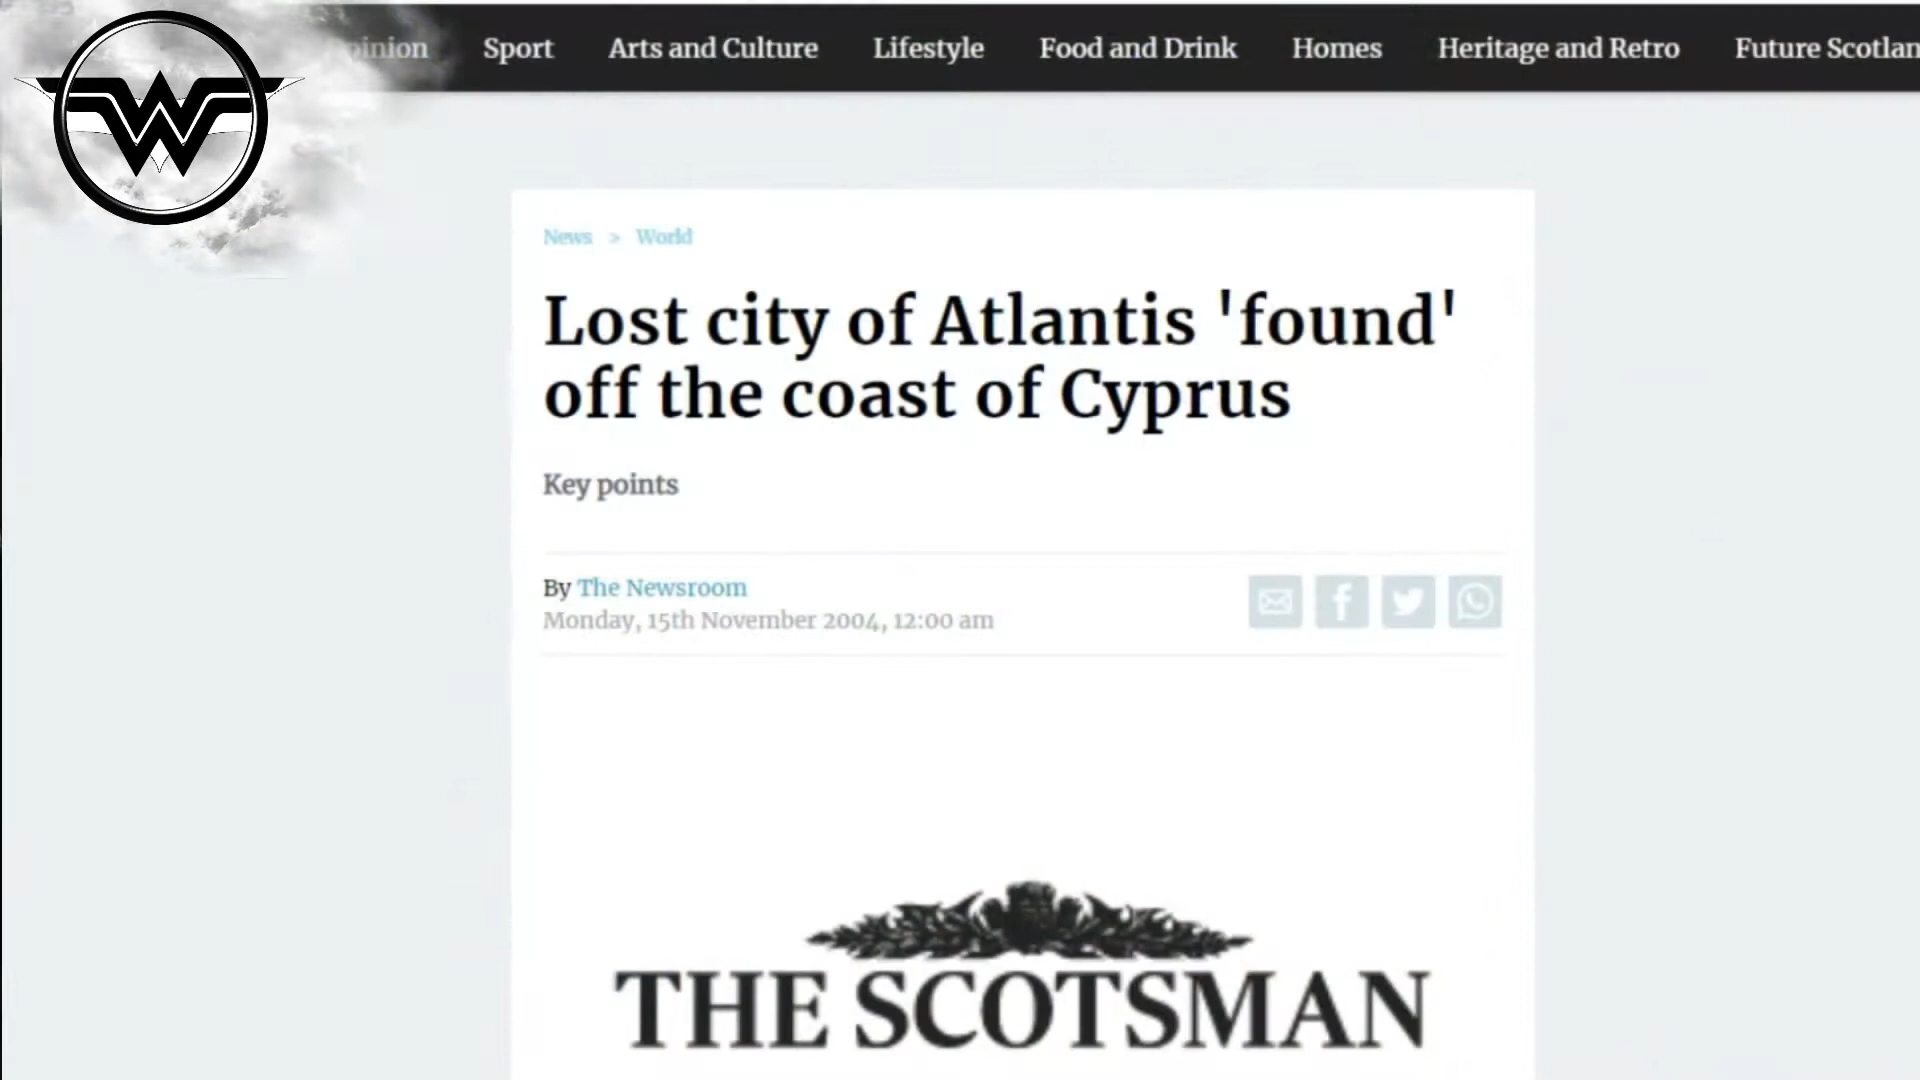 Sport Arts and Culture Lifestyle Food and Drink Homes Heritage and Retro Future
W
News > World
Lost city of Atlantis 'found'
off the coast of Cyprus
Key points
By The Newsroom
Monday, 15th November 2004, 12:00 am
THE SCOTSMAN